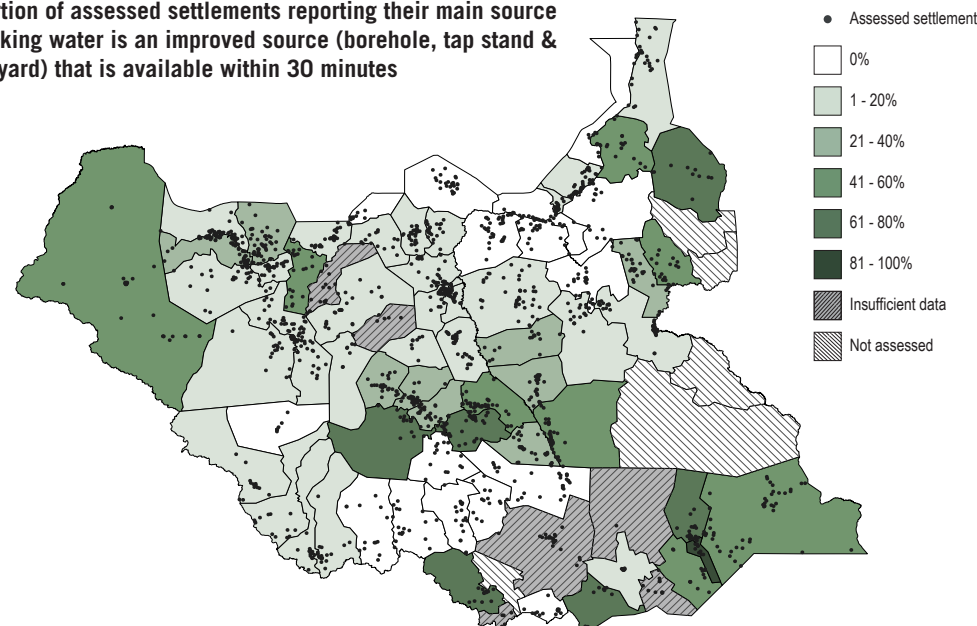 tion of assessed settlements reporting their main source
king water is an improved source (borehole, tap stand &
yard) that is available within 30 minutes
Assessed settlement
0%
1 - 20%
21 - 40%
41 - 60%
61 - 80%
81 - 100%
Insufficient data
Not assessed